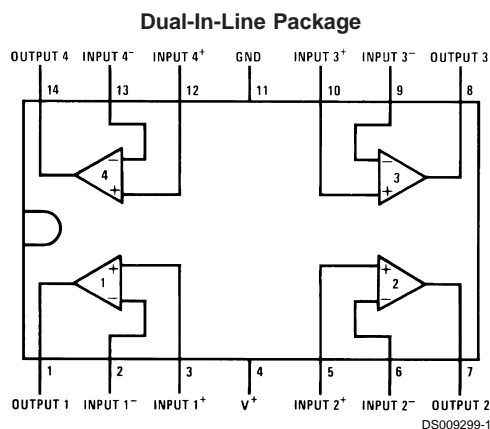 Dual-In-Line Package
OUTPUT 4 INPUT 4⁻ INPUT 4⁺ GND INPUT 3⁺ INPUT 3⁻ OUTPUT 3
14 13 12 11 10 9 8
− −
4 3
+ +
+ +
1 2
− −
1 2 3 4 5 6 7
OUTPUT 1 INPUT 1⁻ INPUT 1⁺ V⁺ INPUT 2⁺ INPUT 2⁻ OUTPUT 2
DS009299-1